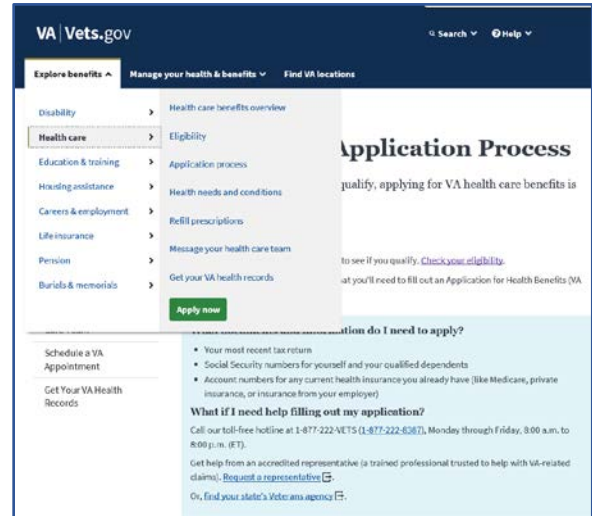 VA | Vets.gov
Search
Help
Explore benefits
Manage your health & benefits
Find VA locations
Disability
Health care
Education & training
Housing assistance
Careers & employment
Life insurance
Pension
Burials & memorials
Health care benefits overview
Eligibility
Application process
Health needs and conditions
Refill prescriptions
Message your health care team
Get your VA health records
Apply now
Application Process
qualify, applying for VA health care benefits is
to see if you qualify. Check your eligibility.
at you'll need to fill out an Application for Health Benefits (VA
Schedule a VA
Appointment
Get Your VA Health
Records
What documents and information do I need to apply?
• Your most recent tax return
• Social Security numbers for yourself and your qualified dependents
• Account numbers for any current health insurance you already have (like Medicare, private
insurance, or insurance from your employer)
What if I need help filling out my application?
Call our toll-free hotline at 1-877-222-VETS (1-877-222-8387), Monday through Friday, 8:00 a.m. to
8:00 p.m. (ET).
Get help from an accredited representative (a trained professional trusted to help with VA-related
claims). Request a representative
Or, find your state's Veterans agency